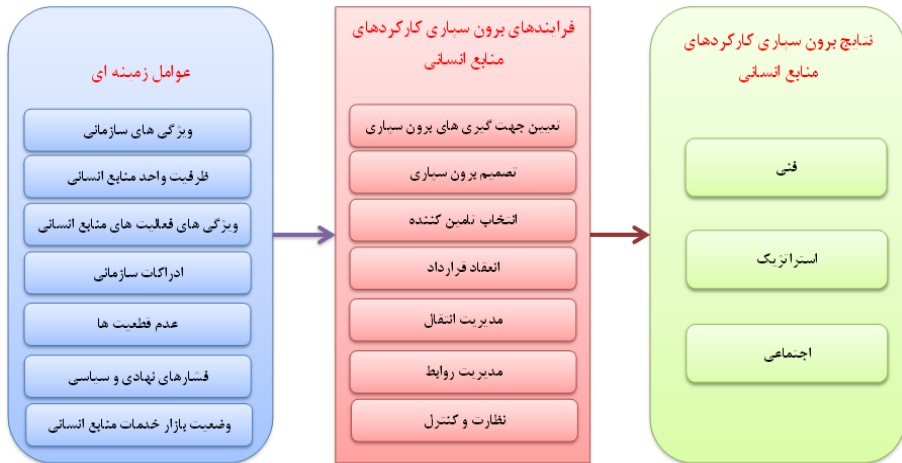 عوامل زمینه ای
ویژگی های سازمانی
ظرفیت واحد منابع انسانی
ویژگی های فعالیت های منابع انسانی
ادراکات سازمانی
عدم قطعیت ها
فشارهای نهادی و سیاسی
وضعیت بازار خدمات منابع انسانی
فرایندهای برون سپاری کارکردهای
منابع انسانی
تعیین جهت گیری های برون سپاری
تصمیم برون سپاری
انتخاب تامین کننده
انعقاد قرارداد
مدیریت انتقال
مدیریت روابط
نظارت و کنترل
نتایج برون سپاری کارکردهای
منابع انسانی
فنی
استراتژیک
اجتماعی